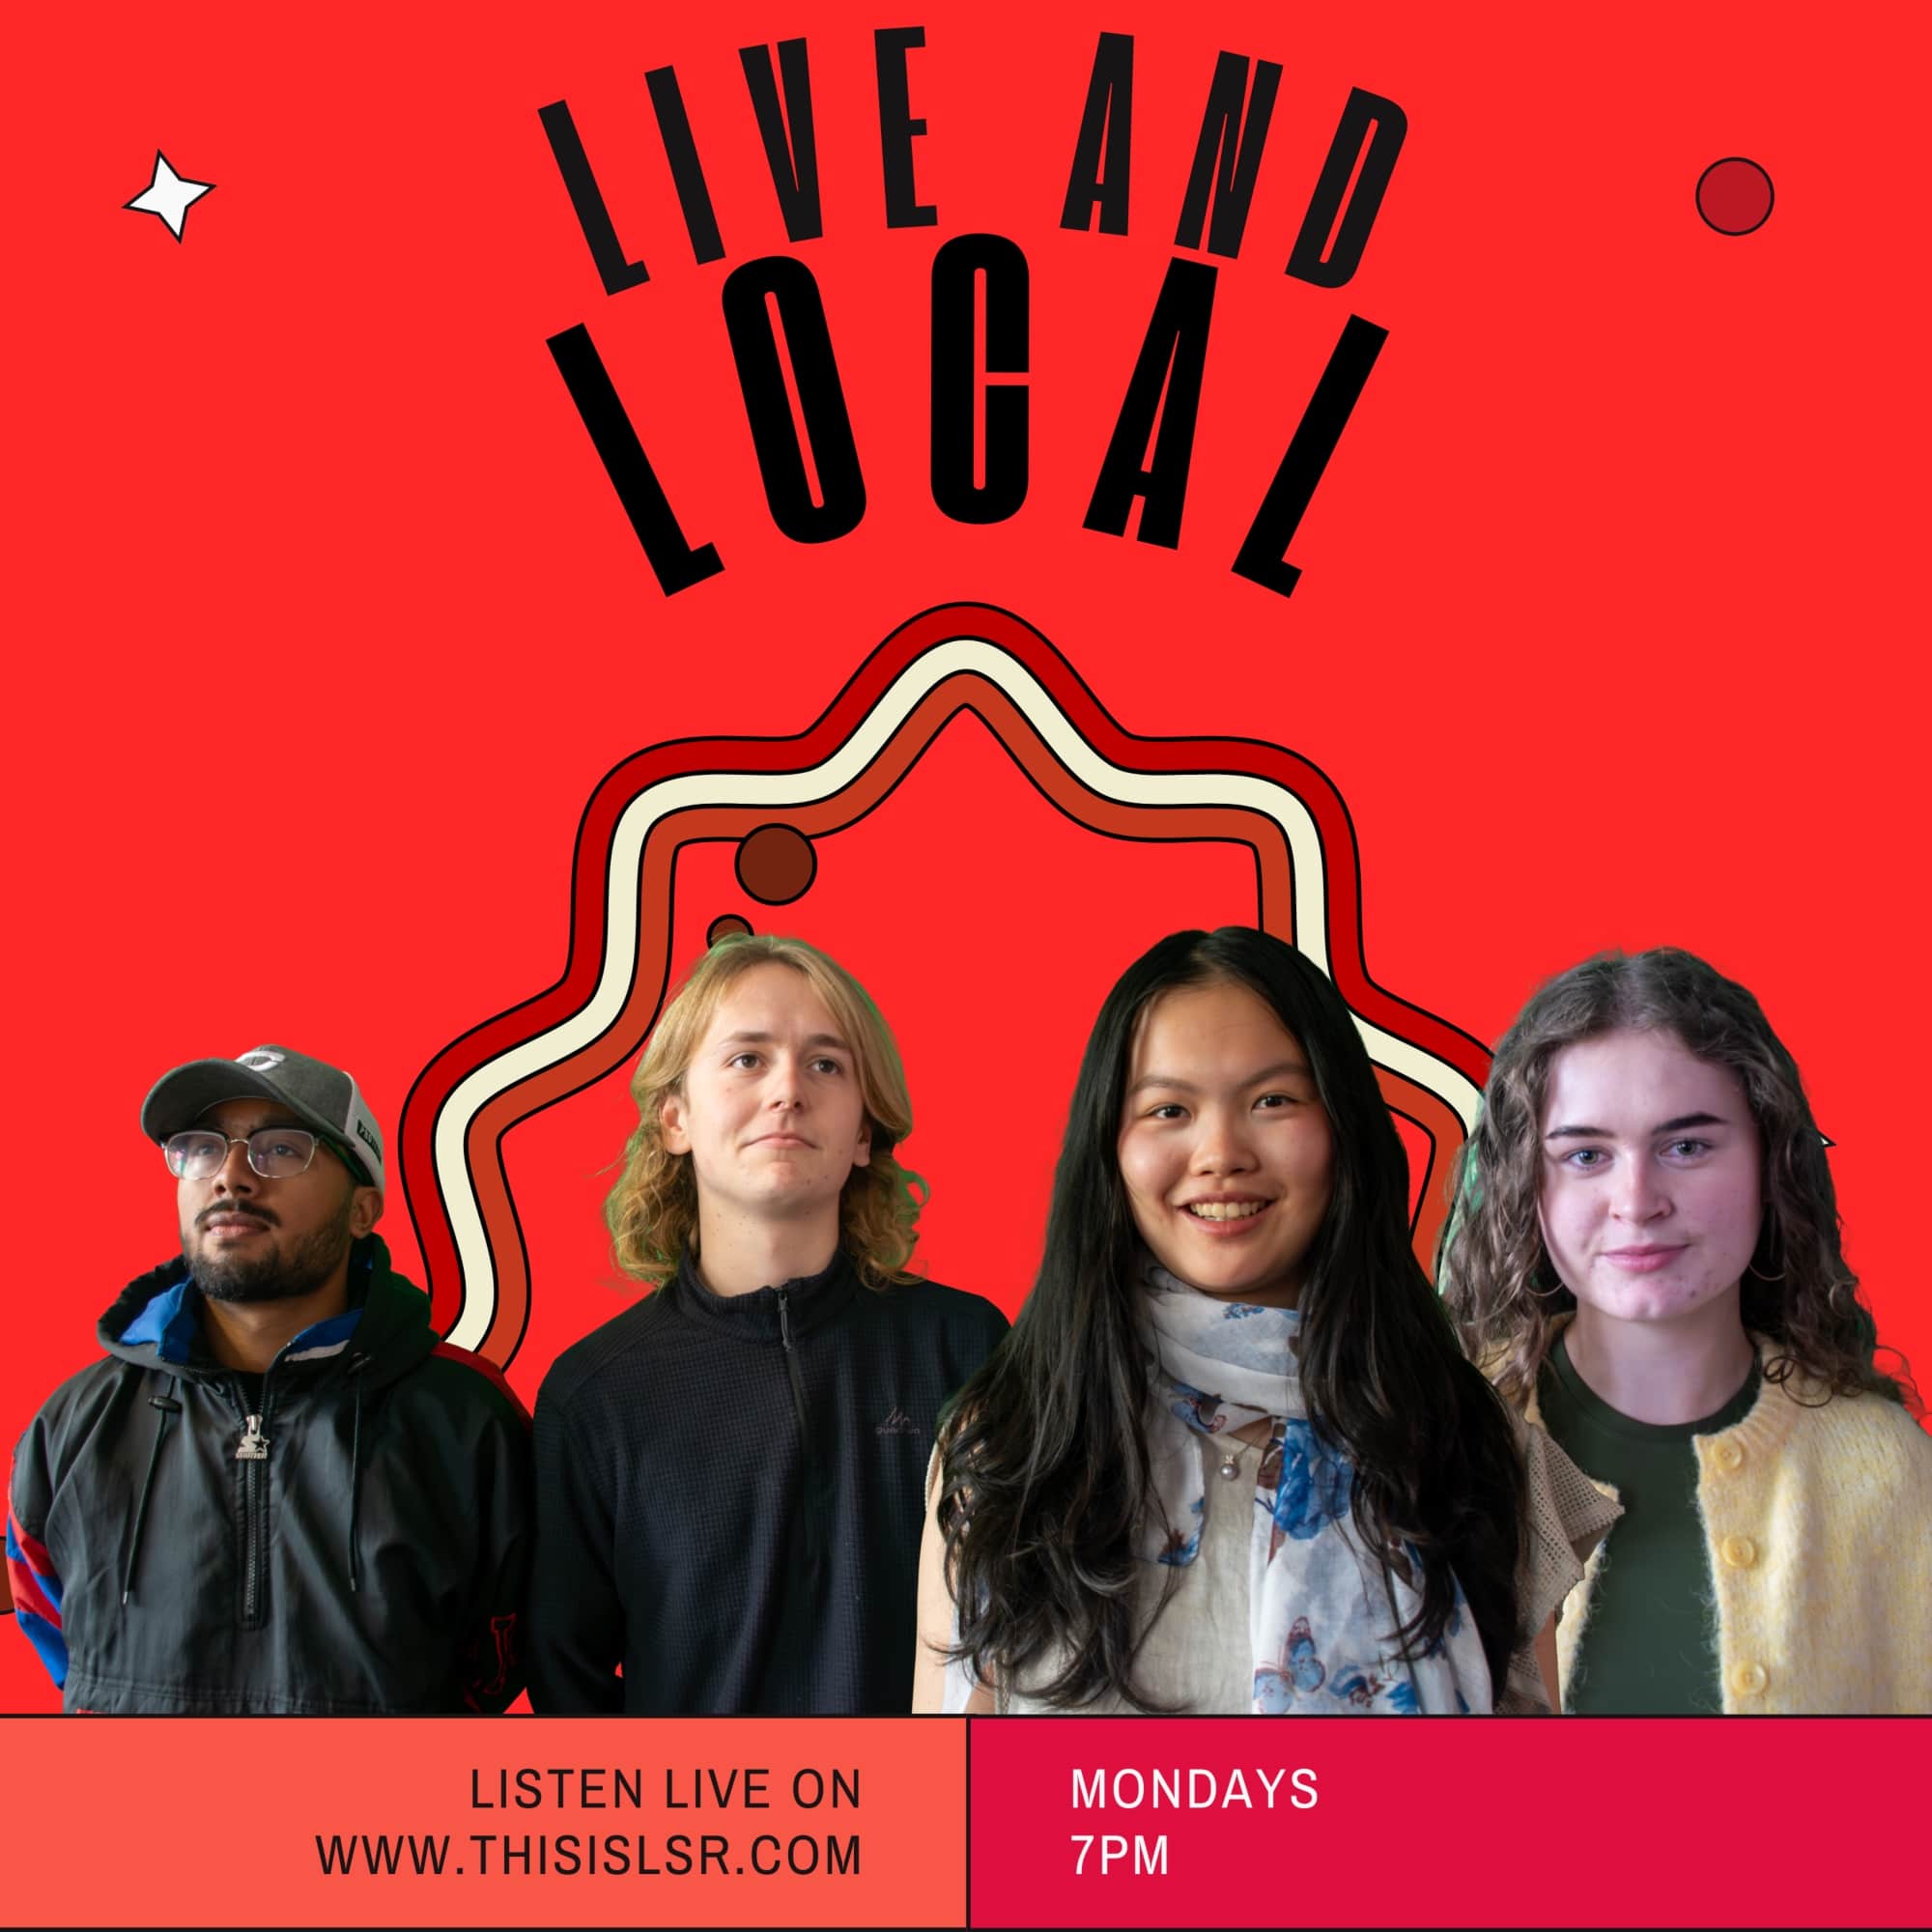 LIVE AND
LOCAL
LISTEN LIVE ON
WWW.THISISLSR.COM
MONDAYS
7PM